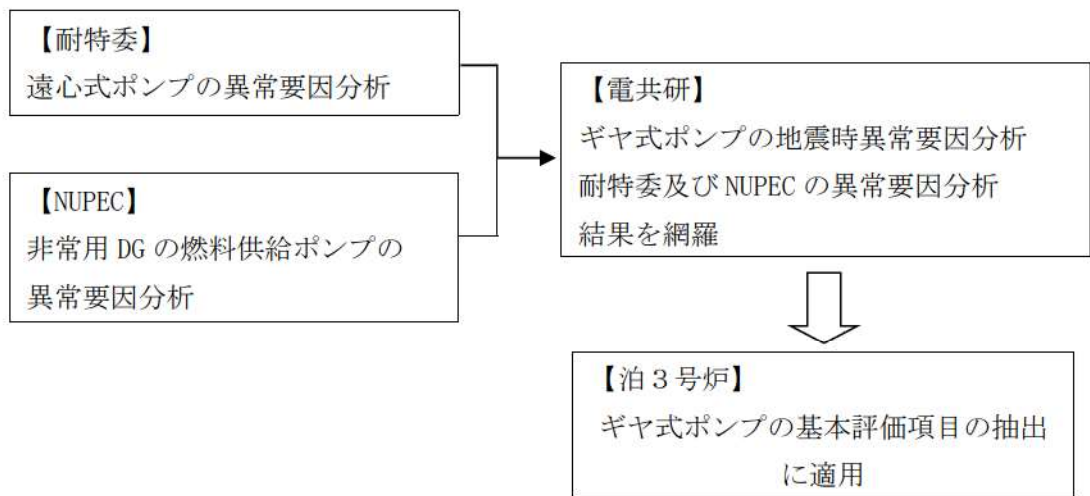 【耐特委】
遠心式ポンプの異常要因分析
【NUPEC】
非常用 DG の燃料供給ポンプの
異常要因分析
【電共研】
ギヤ式ポンプの地震時異常要因分析
耐特委及び NUPEC の異常要因分析
結果を網羅
【泊３号炉】
ギヤ式ポンプの基本評価項目の抽出
に適用